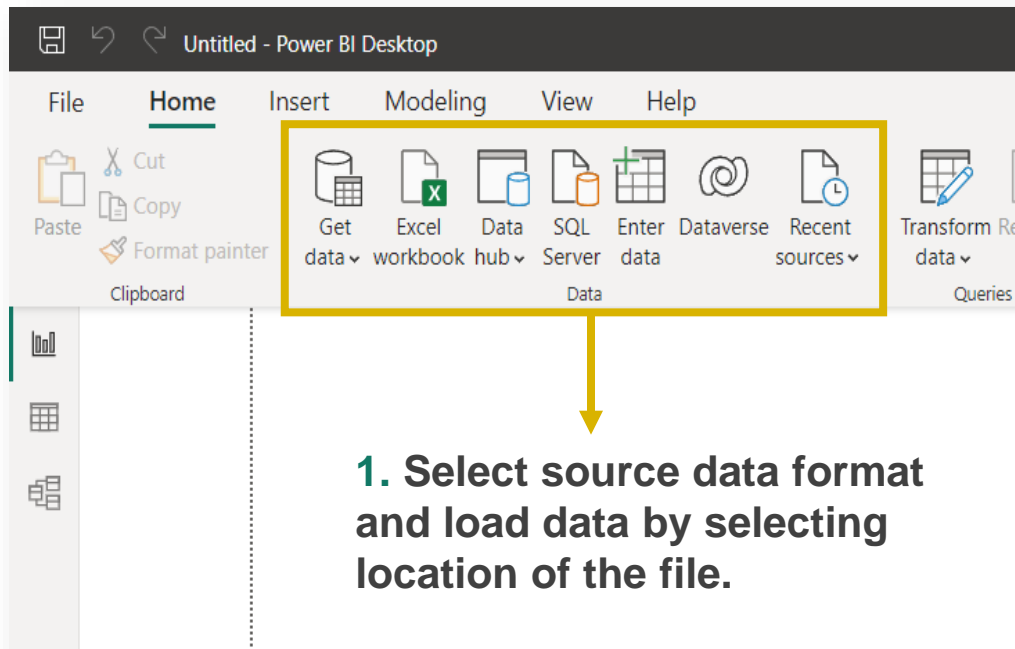 Untitled - Power BI Desktop
File Home Insert Modeling View Help
Paste
Cut
Copy
Format painter
Clipboard
Get data
Excel workbook
Data hub
SQL Server
Enter data
Dataverse
Recent sources
Data
Transform data
Queries
1. Select source data format
and load data by selecting
location of the file.